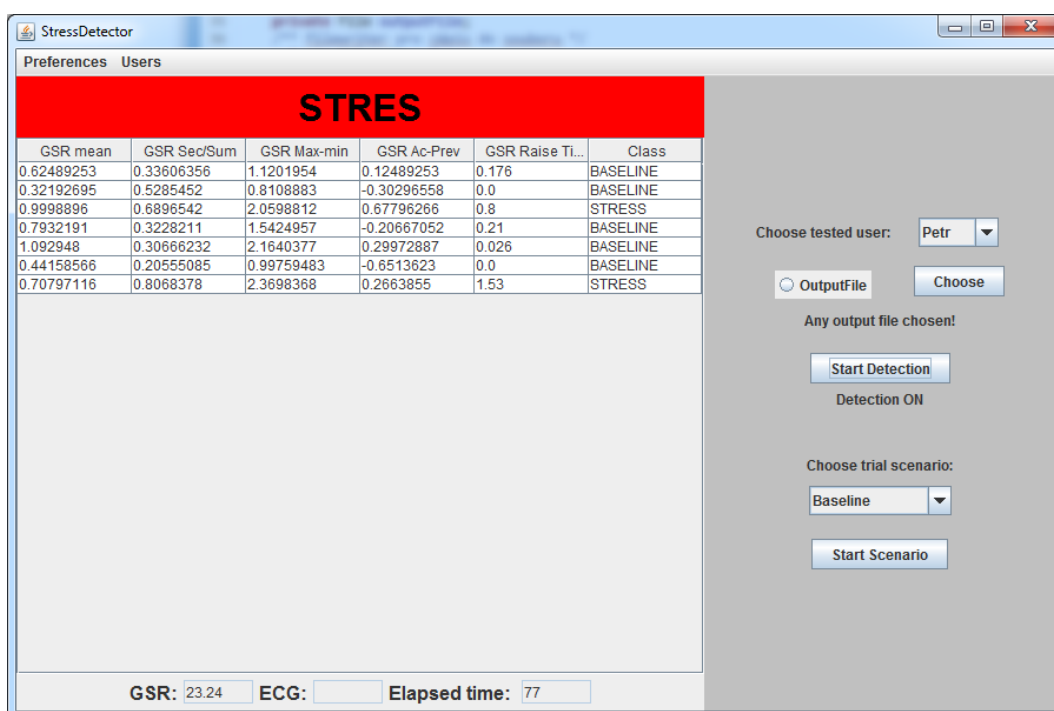 StressDetector
private File outputFile;
Preferences Users
STRES
GSR mean GSR Sec/Sum GSR Max-min GSR Ac-Prev GSR Raise Ti... Class
0.62489253 0.33606356 1.1201954 0.12489253 0.176 BASELINE
0.32192695 0.5285452 0.8108883 -0.30296558 0.0 BASELINE
0.9998896 0.6896542 2.0598812 0.67796266 0.8 STRESS
0.7932191 0.3228211 1.5424957 -0.20667052 0.21 BASELINE
1.092948 0.30666232 2.1640377 0.29972887 0.026 BASELINE
0.44158566 0.20555085 0.99759483 -0.6513623 0.0 BASELINE
0.70797116 0.8068378 2.3698368 0.2663855 1.53 STRESS
Choose tested user: Petr
OutputFile Choose
Any output file chosen!
Start Detection
Detection ON
Choose trial scenario:
Baseline
Start Scenario
GSR: 23.24 ECG: Elapsed time: 77